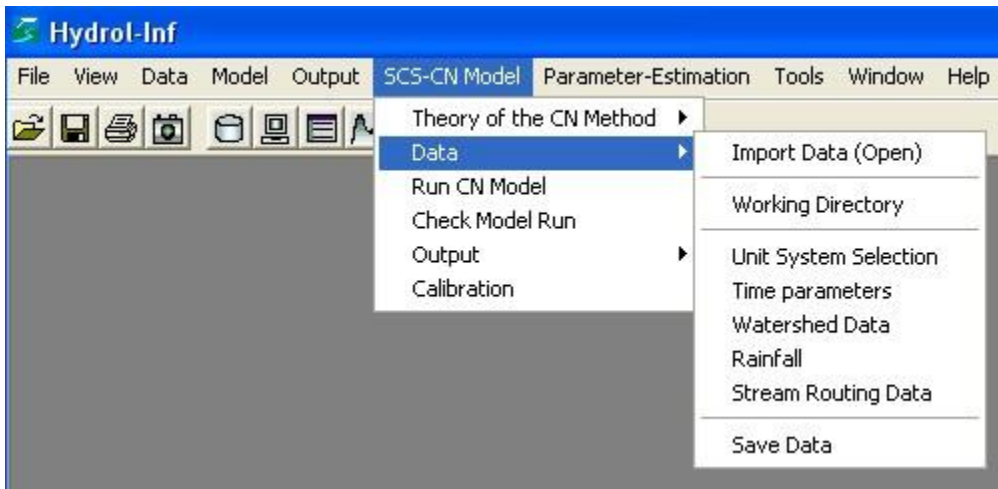 Hydrol-Inf
File View Data Model Output SCS-CN Model Parameter-Estimation Tools Window Help
Theory of the CN Method
Data
Run CN Model
Check Model Run
Output
Calibration
Import Data (Open)
Working Directory
Unit System Selection
Time parameters
Watershed Data
Rainfall
Stream Routing Data
Save Data